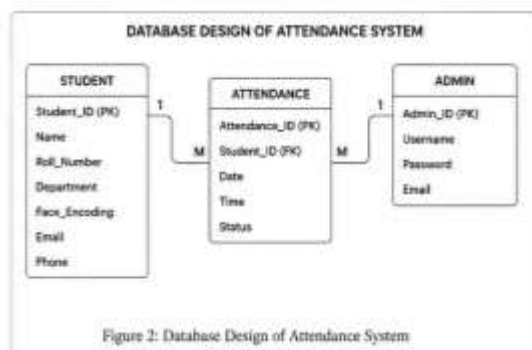 DATABASE DESIGN OF ATTENDANCE SYSTEM
STUDENT
Student_ID (PK)
Name
Roll_Number
Department
Face_Encoding
Email
Phone
1
M
ATTENDANCE
Attendance_ID (PK)
Student_ID (PK)
Date
Time
Status
M
1
ADMIN
Admin_ID (PK)
Username
Password
Email
Figure 2: Database Design of Attendance System